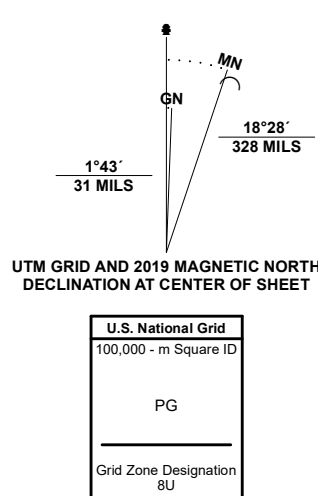 MN
GN
18°28´
328 MILS
1°43´
31 MILS
UTM GRID AND 2019 MAGNETIC NORTH
DECLINATION AT CENTER OF SHEET
U.S. National Grid
100,000 - m Square ID
PG
Grid Zone Designation
8U